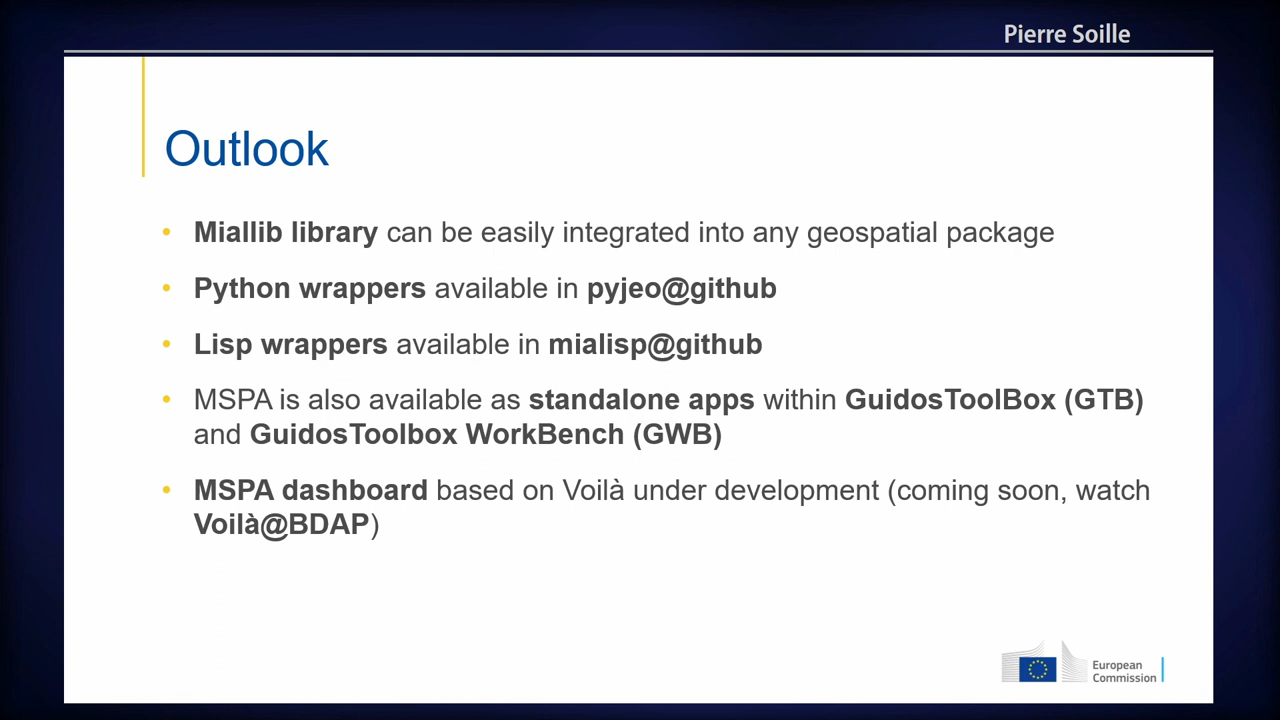 Pierre Soille
Outlook
• Miallib library can be easily integrated into any geospatial package
• Python wrappers available in pyjeo@github
• Lisp wrappers available in mialisp@github
• MSPA is also available as standalone apps within GuidosToolBox (GTB)
and GuidosToolbox WorkBench (GWB)
• MSPA dashboard based on Voilà under development (coming soon, watch
Voilà@BDAP)
European
Commission